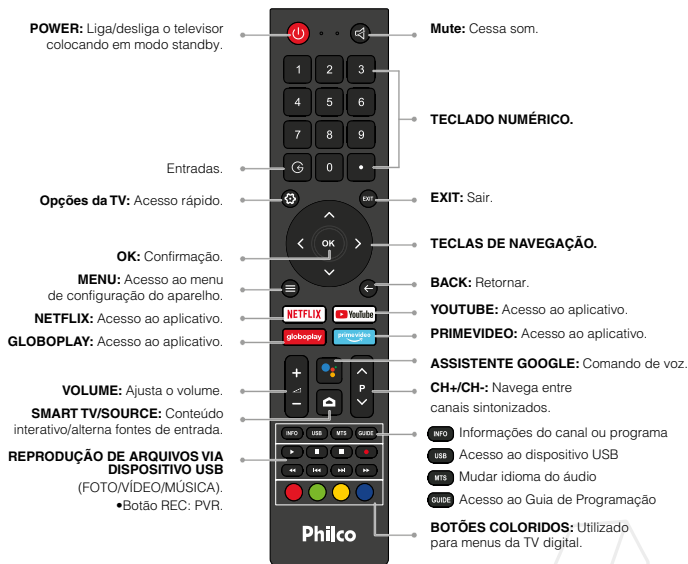 POWER: Liga/desliga o televisor
colocando em modo standby.
Entradas.
Opções da TV: Acesso rápido.
OK: Confirmação.
MENU: Acesso ao menu
de configuração do aparelho.
NETFLIX: Acesso ao aplicativo.
GLOBOPLAY: Acesso ao aplicativo.
VOLUME: Ajusta o volume.
SMART TV/SOURCE: Conteúdo
interativo/alterna fontes de entrada.
REPRODUÇÃO DE ARQUIVOS VIA
DISPOSITIVO USB
(FOTO/VÍDEO/MÚSICA).
•Botão REC: PVR.
1 2 3
4 5 6
7 8 9
0 •
EXIT
OK
NETFLIX YouTube
globoplay prime video
+ P
−
INFO USB MTS GUIDE
Philco
Mute: Cessa som.
TECLADO NUMÉRICO.
EXIT: Sair.
TECLAS DE NAVEGAÇÃO.
BACK: Retornar.
YOUTUBE: Acesso ao aplicativo.
PRIMEVIDEO: Acesso ao aplicativo.
ASSISTENTE GOOGLE: Comando de voz.
CH+/CH-: Navega entre
canais sintonizados.
INFO Informações do canal ou programa
USB Acesso ao dispositivo USB
MTS Mudar idioma do áudio
GUIDE Acesso ao Guia de Programação
BOTÕES COLORIDOS: Utilizado
para menus da TV digital.